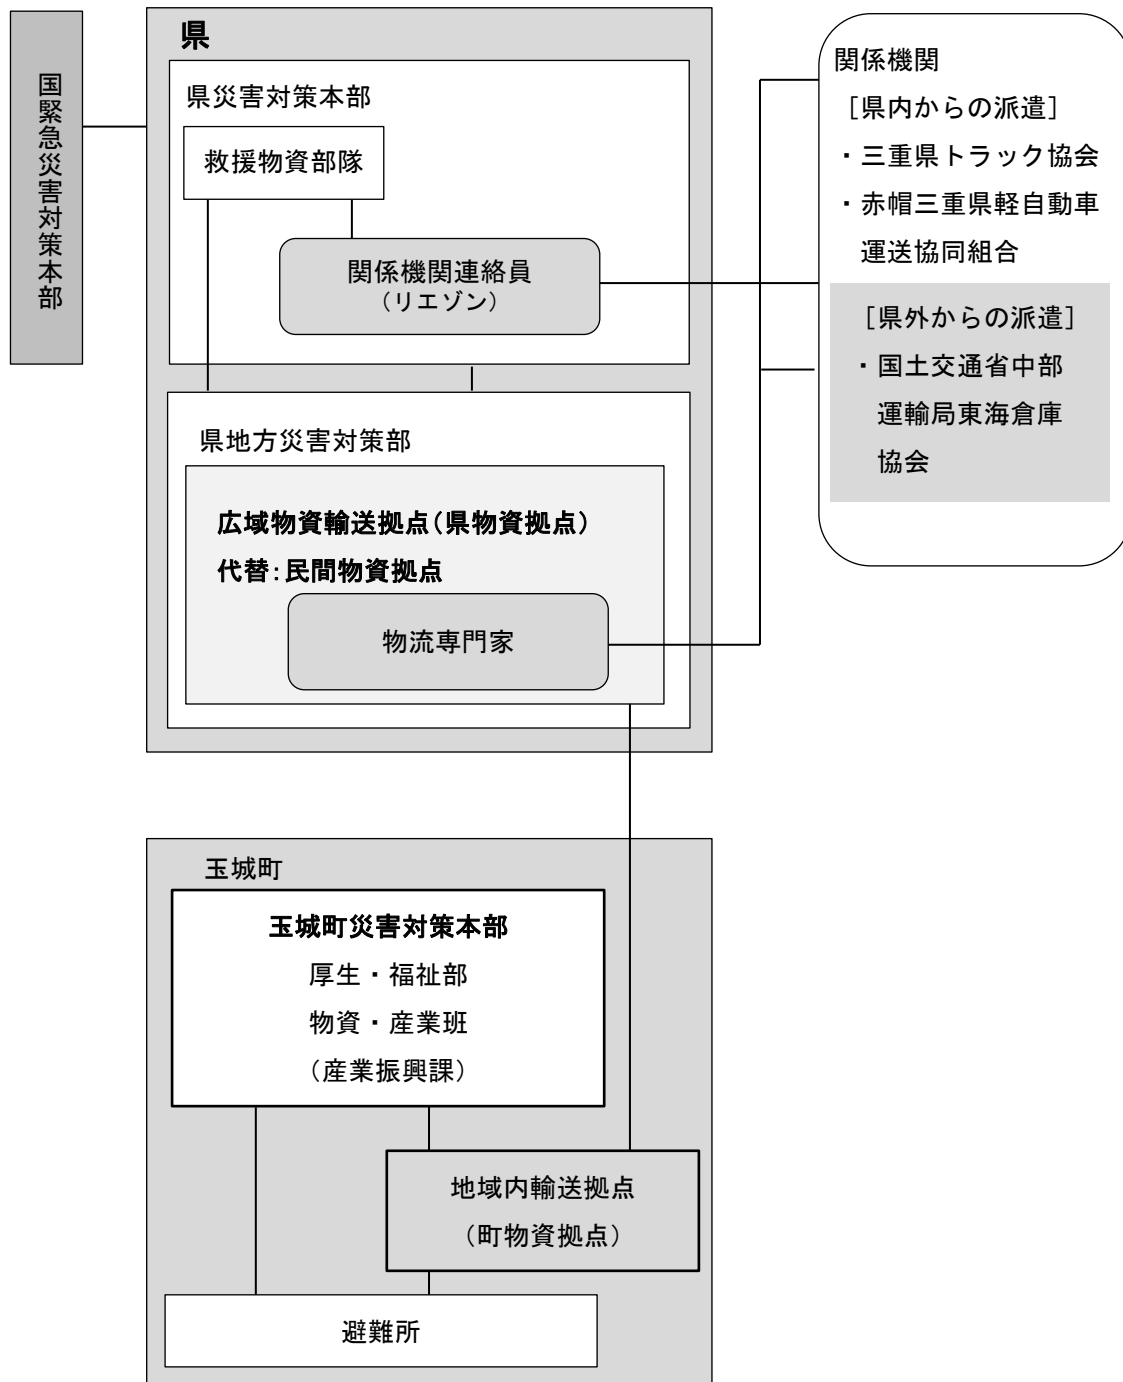 国緊急災害対策本部
県
県災害対策本部
救援物資部隊
関係機関連絡員
（リエゾン）
県地方災害対策部
広域物資輸送拠点（県物資拠点）
代替：民間物資拠点
物流専門家
関係機関
［県内からの派遣］
・三重県トラック協会
・赤帽三重県軽自動車
運送協同組合
［県外からの派遣］
・国土交通省中部
運輸局東海倉庫
協会
玉城町
玉城町災害対策本部
厚生・福祉部
物資・産業班
（産業振興課）
地域内輸送拠点
（町物資拠点）
避難所